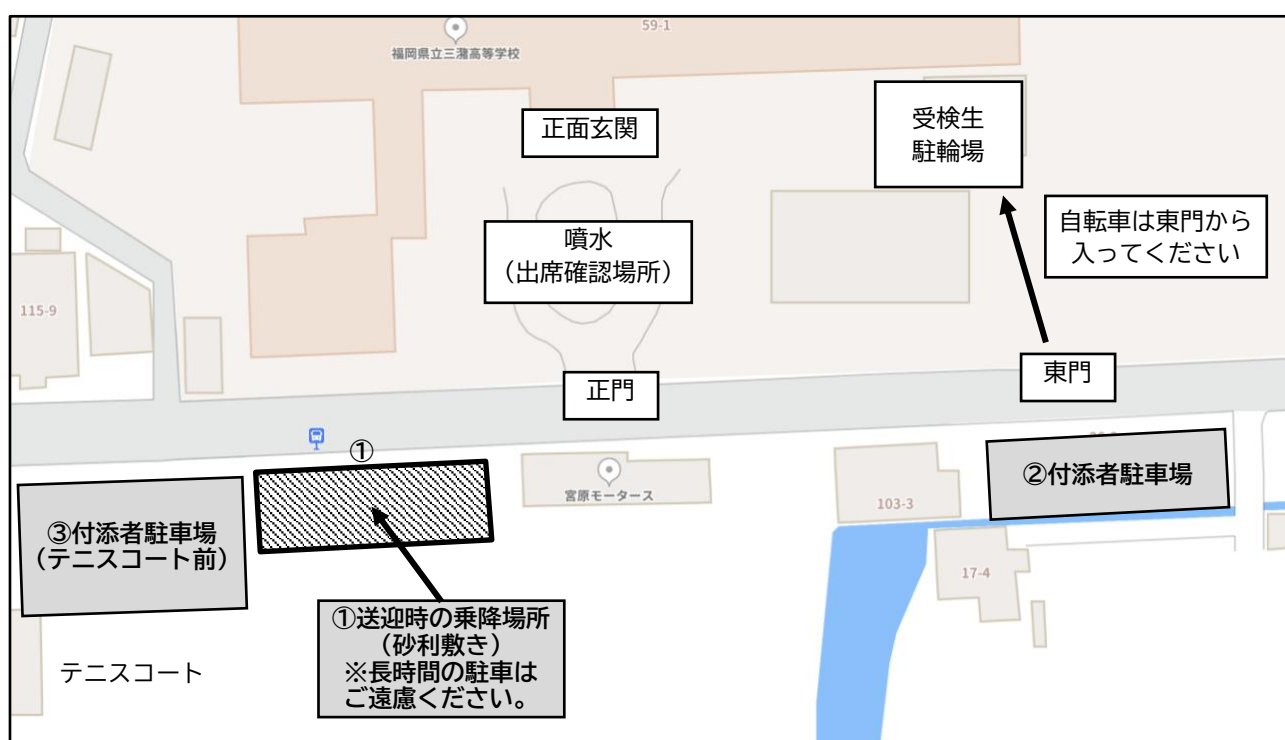 59-1
福岡県立三潴高等学校
正面玄関
受検生
駐輪場
自転車は東門から
入ってください
噴水
（出席確認場所）
115-9
正門
東門
①
②付添者駐車場
宮原モータース
103-3
③付添者駐車場
（テニスコート前）
17-4
①送迎時の乗降場所
（砂利敷き）
※長時間の駐車は
ご遠慮ください。
テニスコート